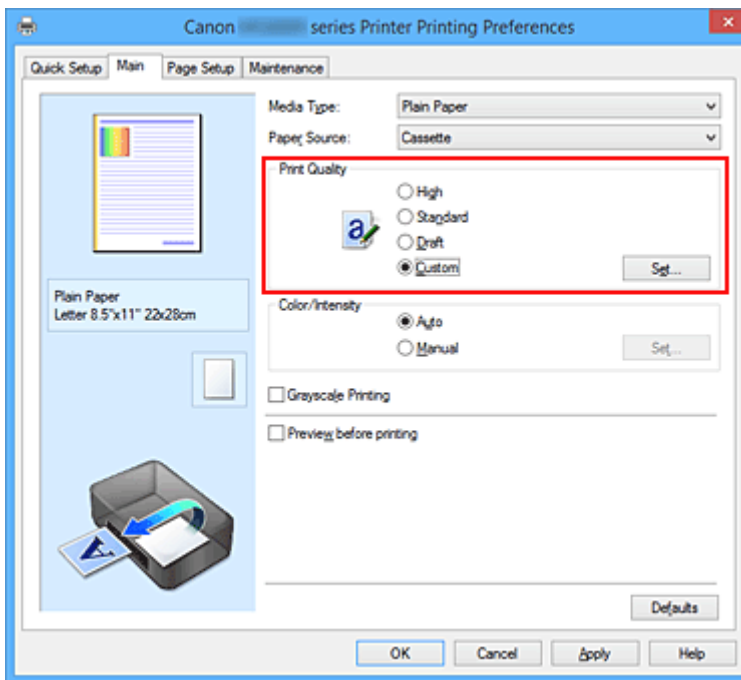 Canon series Printer Printing Preferences
Quick Setup Main Page Setup Maintenance
Media Type: Plain Paper
Paper Source: Cassette
Print Quality
High
Standard
Draft
Custom Set...
Plain Paper
Letter 8.5"x11" 22x28cm
Color/Intensity
Auto
Manual Set...
Grayscale Printing
Preview before printing
Defaults
OK Cancel Apply Help